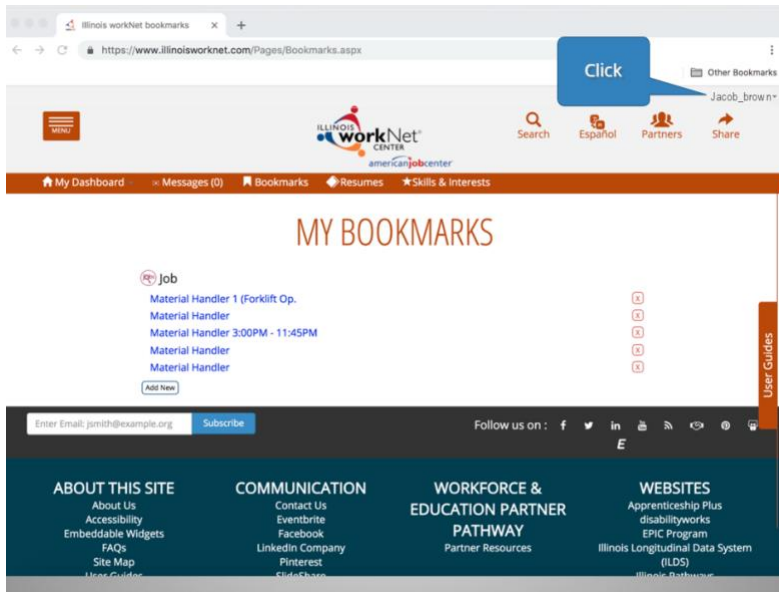 Illinois workNet bookmarks × +
https://www.illinoisworknet.com/Pages/Bookmarks.aspx
Click
Other Bookmarks
Jacob_brown
MENU
ILLINOIS
workNet
CENTER
americanjobcenter
Search
Español
Partners
Share
My Dashboard Messages (0) Bookmarks Resumes Skills & Interests
MY BOOKMARKS
Job
Material Handler 1 (Forklift Op.
x
Material Handler
x
Material Handler 3:00PM - 11:45PM
x
Material Handler
x
Material Handler
x
Add New
User Guides
Enter Email: jsmith@example.org
Subscribe
Follow us on :
ABOUT THIS SITE
About Us
Accessibility
Embeddable Widgets
FAQs
Site Map
User Guides
COMMUNICATION
Contact Us
Eventbrite
Facebook
LinkedIn Company
Pinterest
SlideShare
WORKFORCE &
EDUCATION PARTNER
PATHWAY
Partner Resources
WEBSITES
Apprenticeship Plus
disabilityworks
EPIC Program
Illinois Longitudinal Data System
(ILDS)
Illinois Pathways